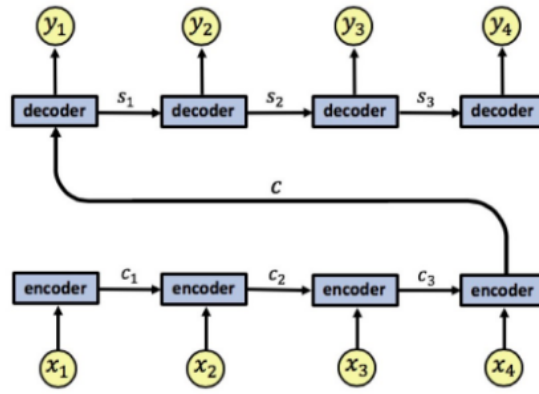 y₁ y₂ y₃ y₄
s₁ s₂ s₃
decoder decoder decoder decoder
c
c₁ c₂ c₃
encoder encoder encoder encoder
x₁ x₂ x₃ x₄